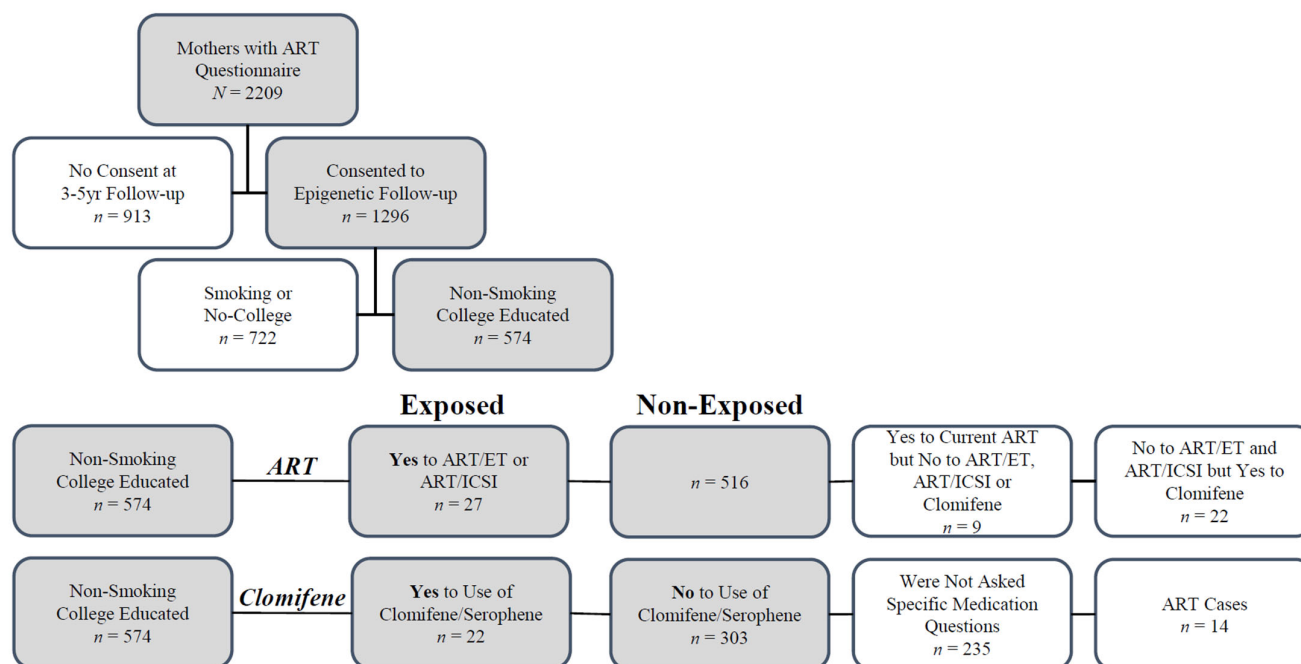 Mothers with ART
Questionnaire
N = 2209
No Consent at
3-5yr Follow-up
n = 913
Consented to
Epigenetic Follow-up
n = 1296
Smoking or
No-College
n = 722
Non-Smoking
College Educated
n = 574
Exposed
Non-Exposed
Non-Smoking
College Educated
n = 574
ART
Yes to ART/ET or
ART/ICSI
n = 27
n = 516
Yes to Current ART
but No to ART/ET,
ART/ICSI or
Clomifene
n = 9
No to ART/ET and
ART/ICSI but Yes to
Clomifene
n = 22
Non-Smoking
College Educated
n = 574
Clomifene
Yes to Use of
Clomifene/Serophene
n = 22
No to Use of
Clomifene/Serophene
n = 303
Were Not Asked
Specific Medication
Questions
n = 235
ART Cases
n = 14